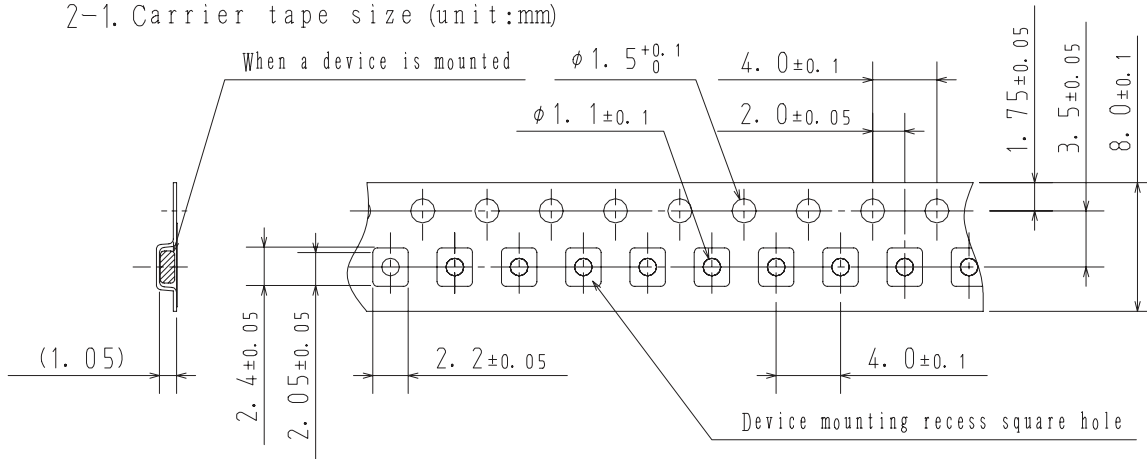 2-1. Carrier tape size (unit:mm)
When a device is mounted
φ1.5 +0.1 0
4.0±0.1
φ1.1±0.1
2.0±0.05
1.75±0.05
3.5±0.05
8.0±0.1
(1.05)
2.4±0.05
2.05±0.05
2.2±0.05
4.0±0.1
Device mounting recess square hole